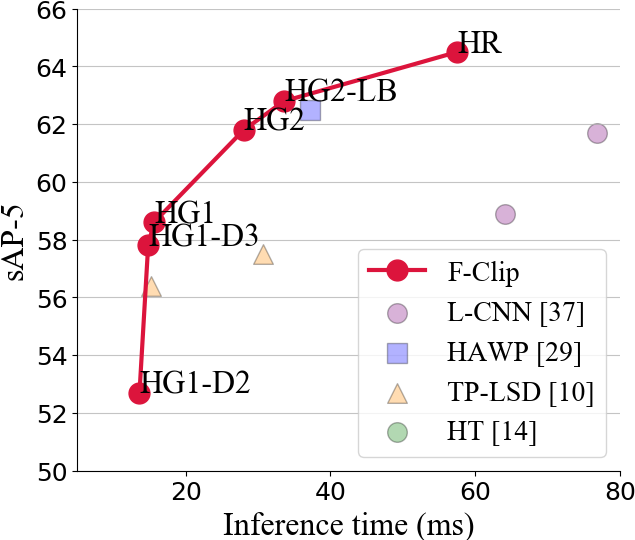 66
64
62
60
58
56
54
52
50
sAP-5
HR
HG2-LB
HG2
HG1
HG1-D3
HG1-D2
F-Clip
L-CNN [37]
HAWP [29]
TP-LSD [10]
HT [14]
20
40
60
80
Inference time (ms)